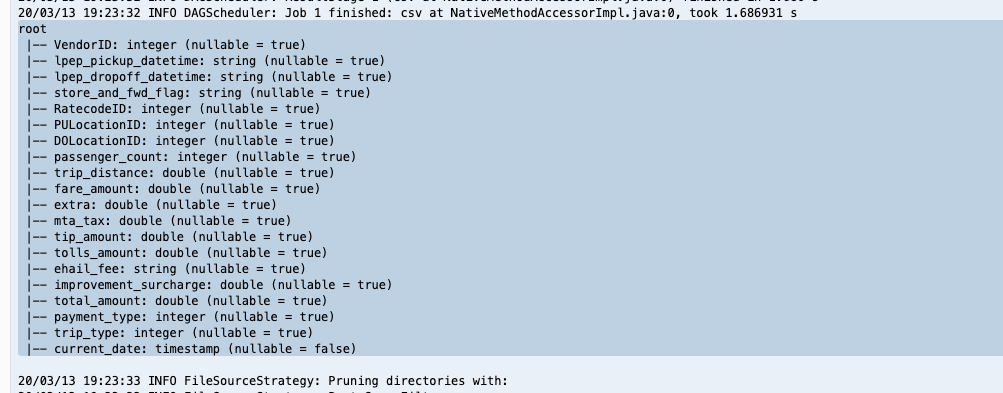 20/03/13 19:23:32 INFO DAGScheduler: Job 1 finished: csv at NativeMethodAccessorImpl.java:0, took 1.686931 s
root
|-- VendorID: integer (nullable = true)
|-- lpep_pickup_datetime: string (nullable = true)
|-- lpep_dropoff_datetime: string (nullable = true)
|-- store_and_fwd_flag: string (nullable = true)
|-- RatecodeID: integer (nullable = true)
|-- PULocationID: integer (nullable = true)
|-- DOLocationID: integer (nullable = true)
|-- passenger_count: integer (nullable = true)
|-- trip_distance: double (nullable = true)
|-- fare_amount: double (nullable = true)
|-- extra: double (nullable = true)
|-- mta_tax: double (nullable = true)
|-- tip_amount: double (nullable = true)
|-- tolls_amount: double (nullable = true)
|-- ehail_fee: string (nullable = true)
|-- improvement_surcharge: double (nullable = true)
|-- total_amount: double (nullable = true)
|-- payment_type: integer (nullable = true)
|-- trip_type: integer (nullable = true)
|-- current_date: timestamp (nullable = false)
20/03/13 19:23:33 INFO FileSourceStrategy: Pruning directories with: